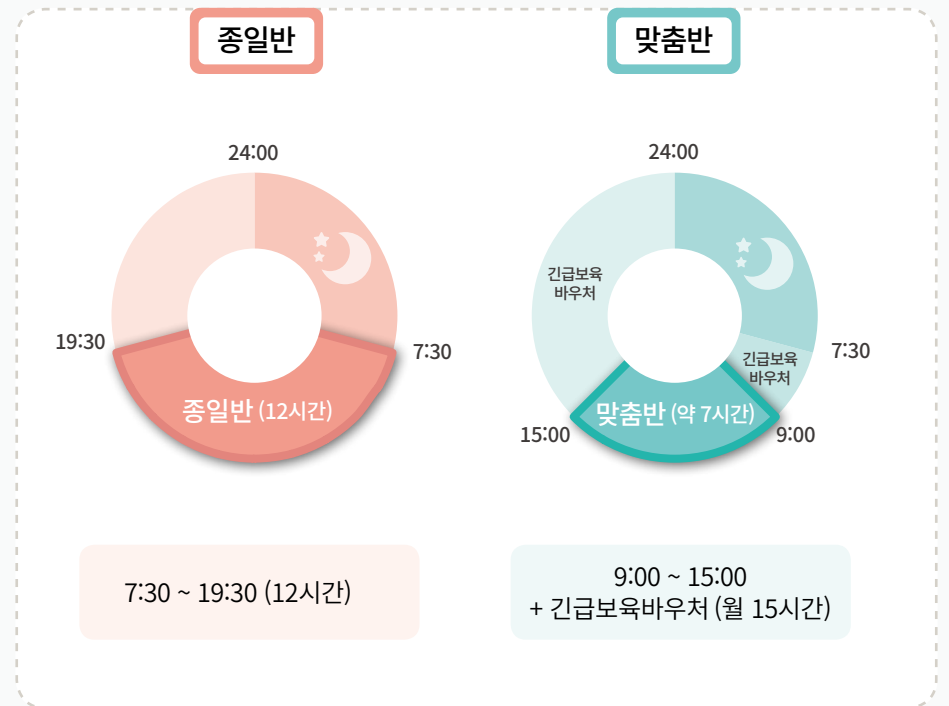 종일반
24:00
19:30
7:30
종일반 (12시간)
7:30 ~ 19:30 (12시간)
맞춤반
24:00
긴급보육
바우처
7:30
긴급보육
바우처
15:00
맞춤반 (약 7시간)
9:00
9:00 ~ 15:00
+ 긴급보육바우처 (월 15시간)